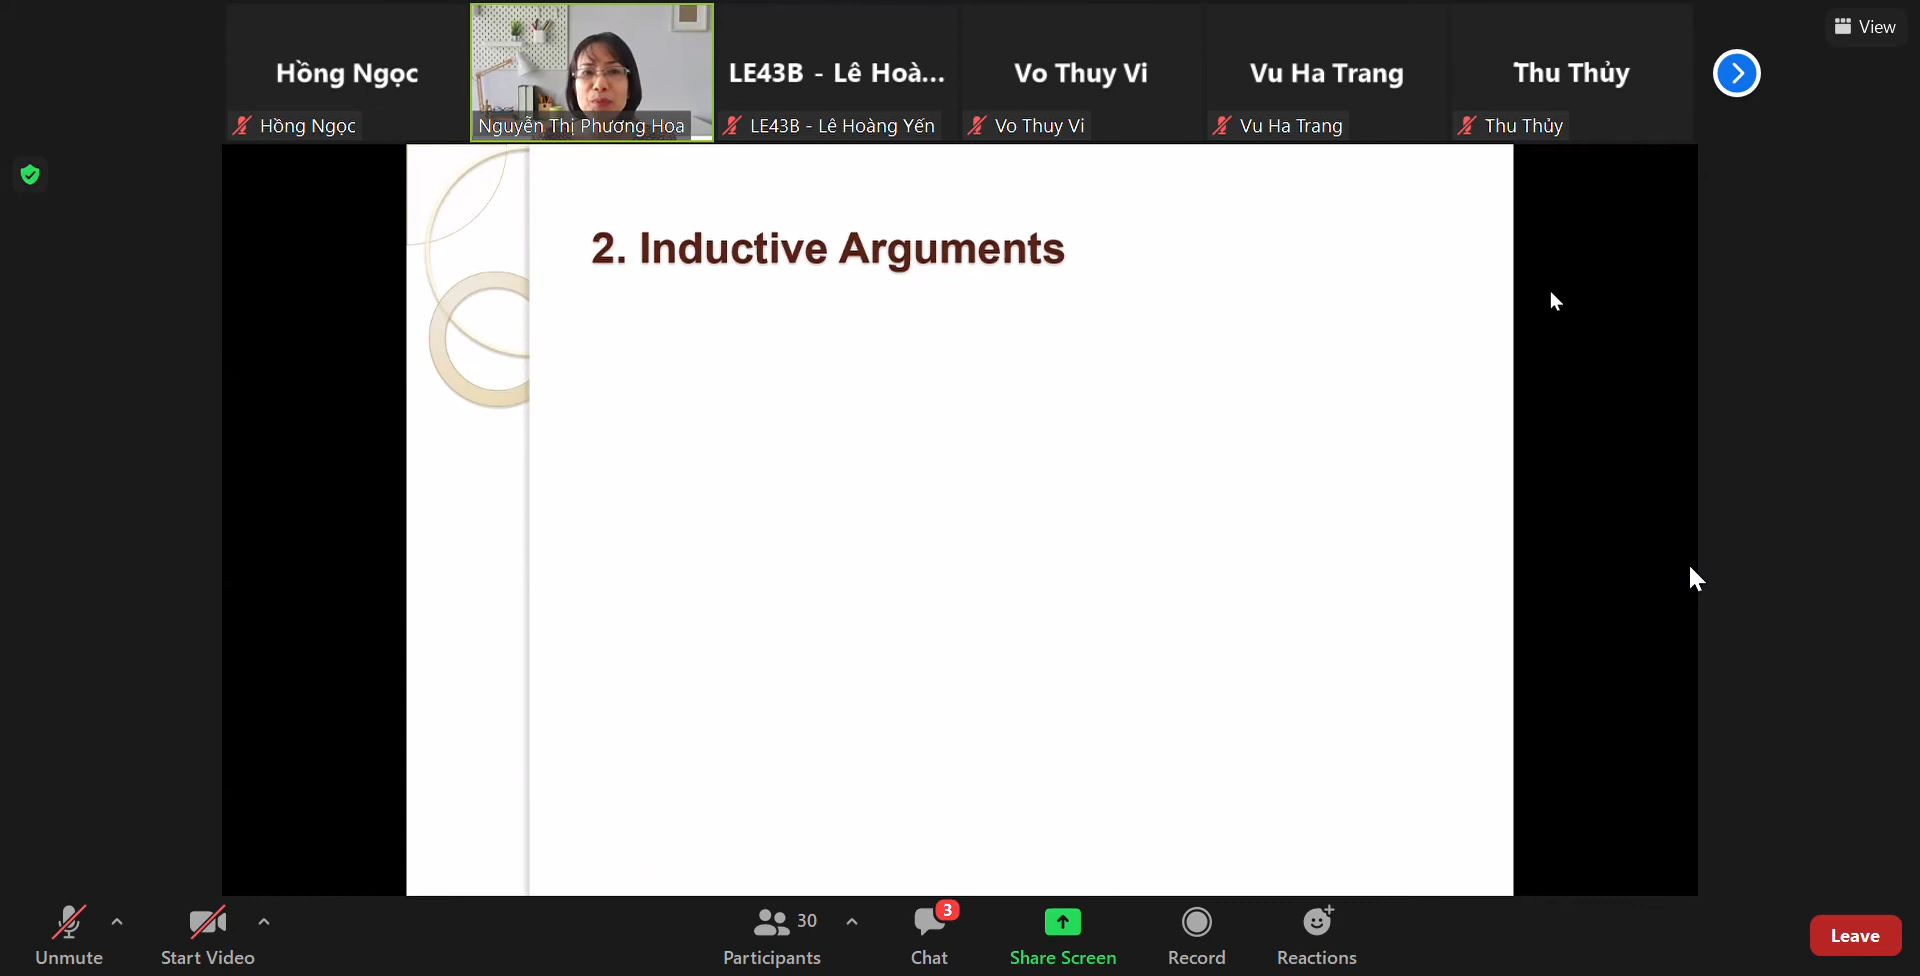 View
Hồng Ngọc
LE43B - Lê Hoà...
Vo Thuy Vi
Vu Ha Trang
Thu Thủy
Hồng Ngọc
Nguyễn Thị Phương Hoa
LE43B - Lê Hoàng Yến
Vo Thuy Vi
Vu Ha Trang
Thu Thủy
2. Inductive Arguments
Unmute
Start Video
30
Participants
3
Chat
Share Screen
Record
Reactions
Leave